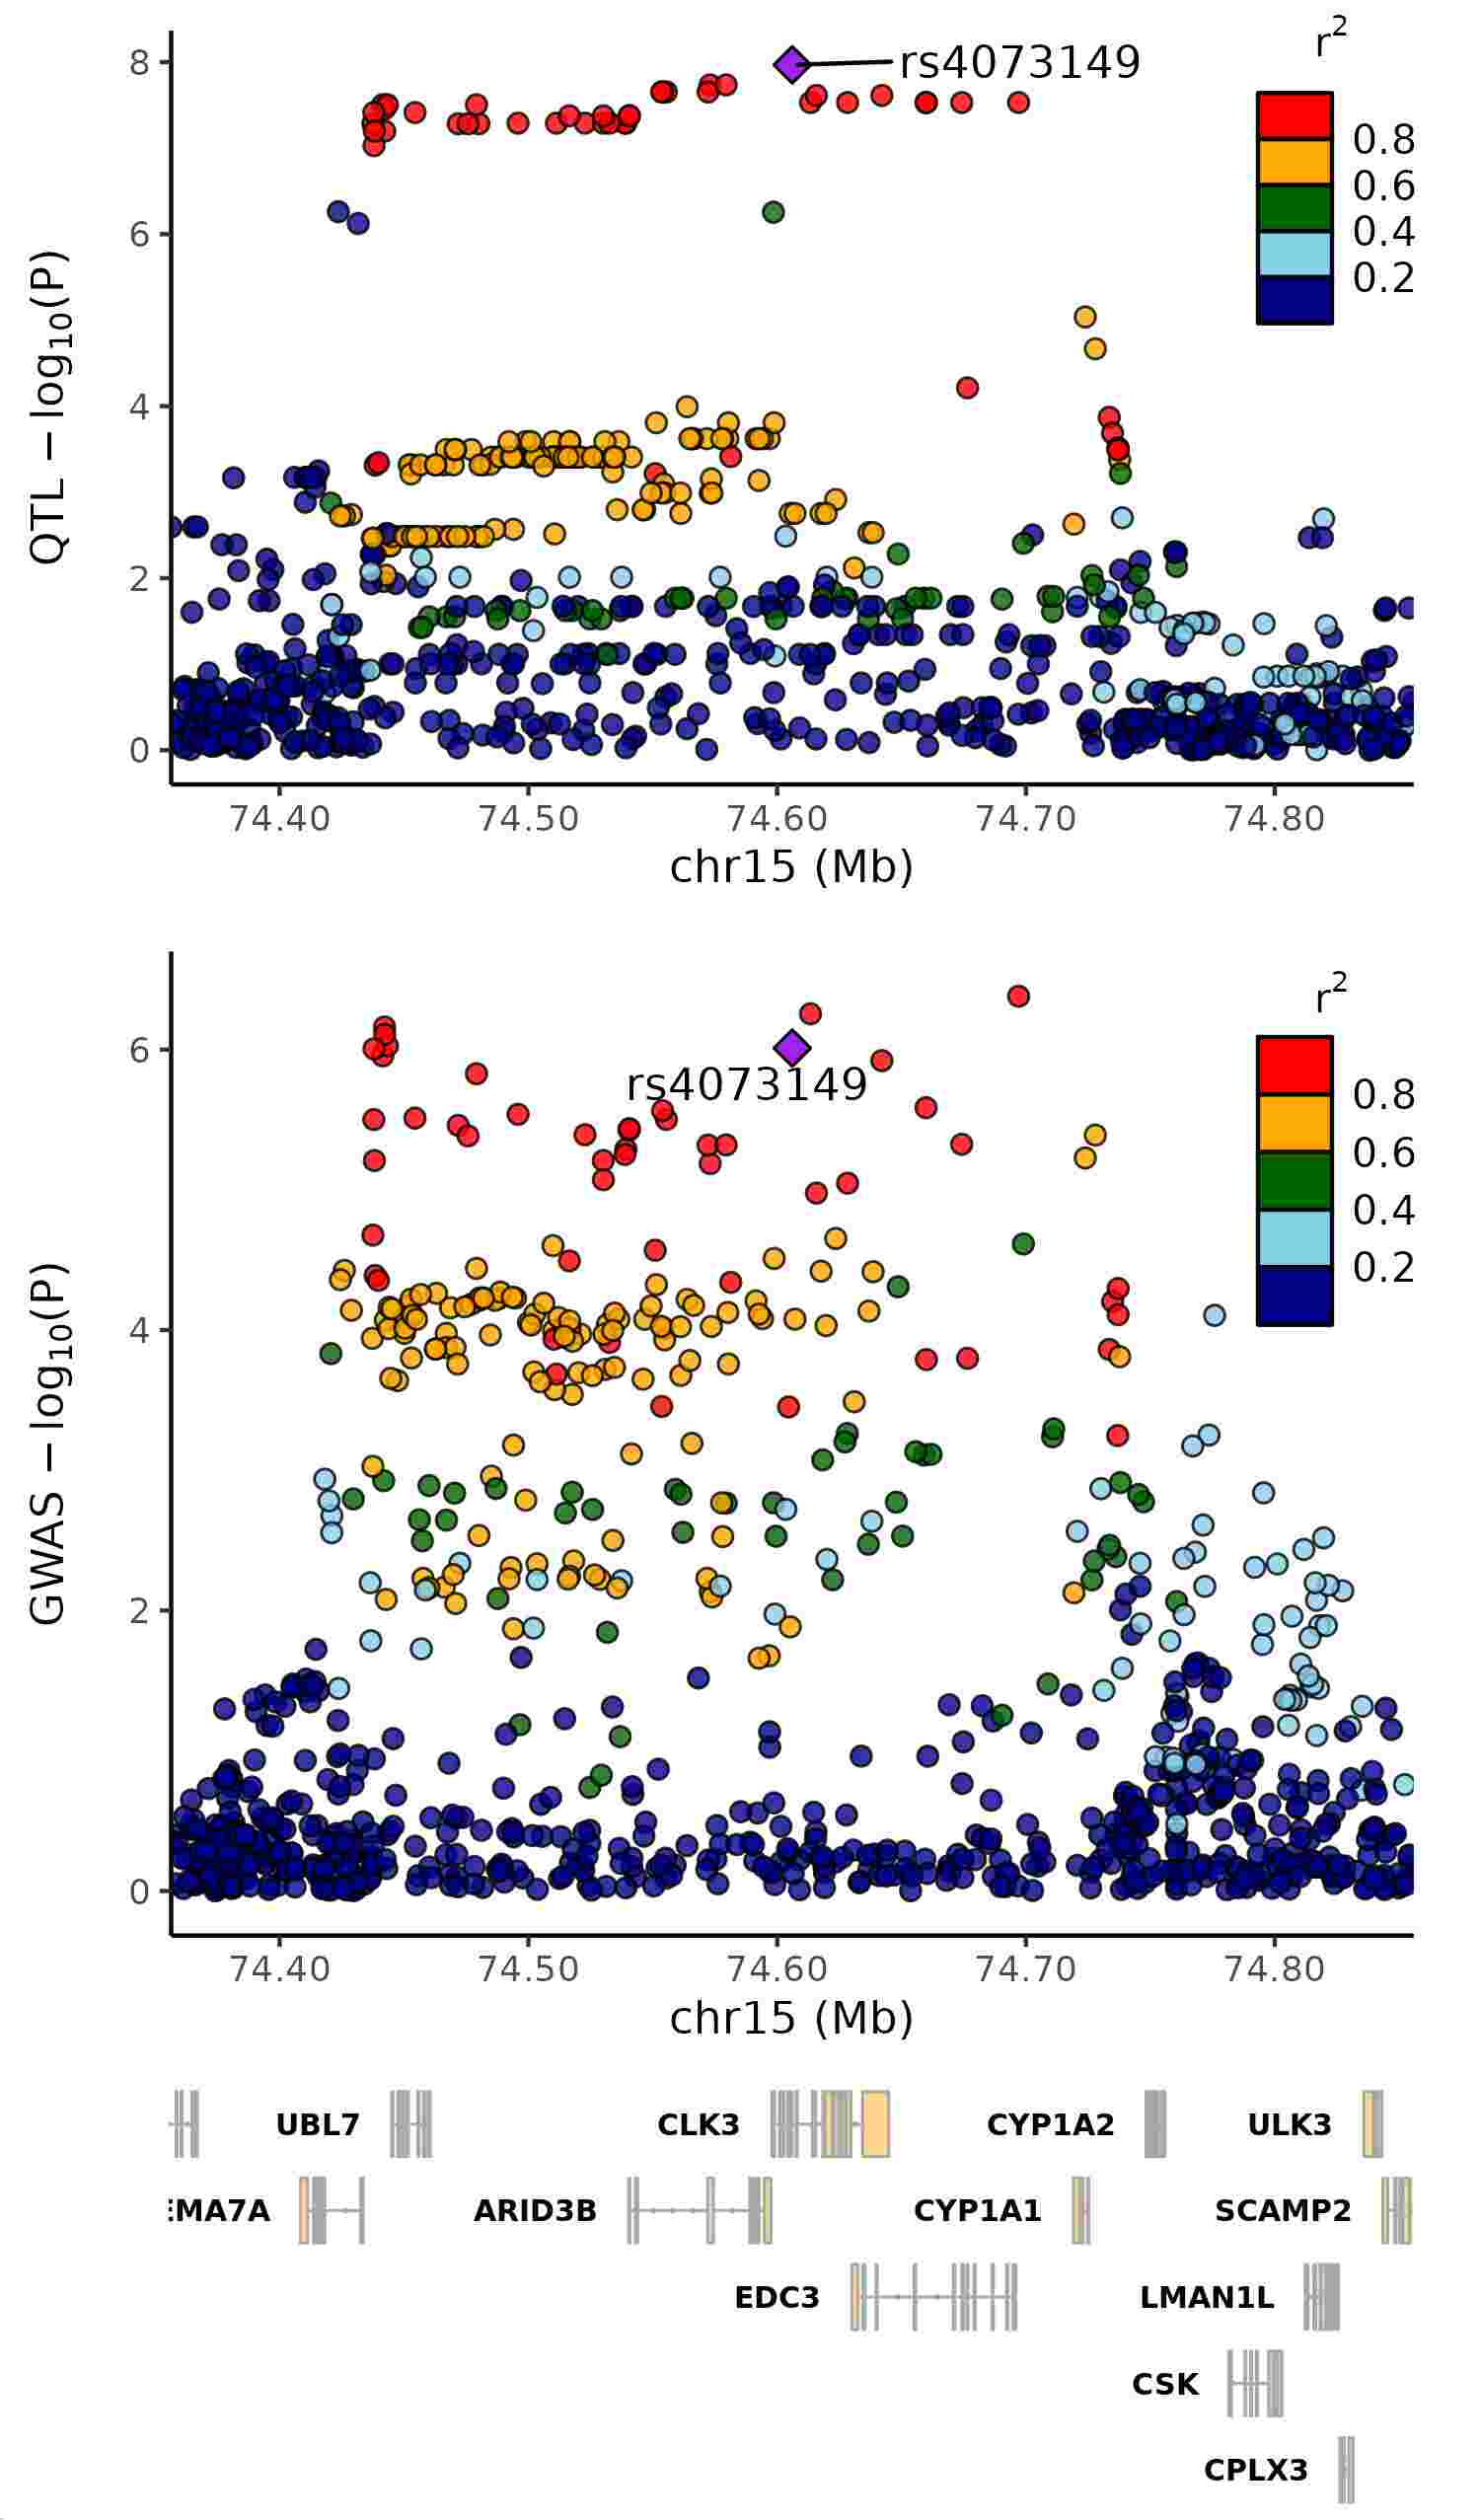 r²
rs4073149
8
6
4
2
0
0.8
0.6
0.4
0.2
QTL − log₁₀(P)
74.40 74.50 74.60 74.70 74.80
chr15 (Mb)
r²
rs4073149
6
4
2
0
0.8
0.6
0.4
0.2
GWAS − log₁₀(P)
74.40 74.50 74.60 74.70 74.80
chr15 (Mb)
UBL7 CLK3 CYP1A2 ULK3
EMA7A ARID3B CYP1A1 SCAMP2
EDC3 LMAN1L
CSK
CPLX3